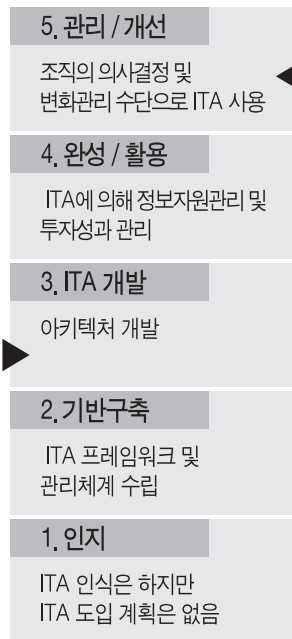 5. 관리 / 개선
조직의 의사결정 및
변화관리 수단으로 ITA 사용
4. 완성 / 활용
ITA에 의해 정보자원관리 및
투자성과 관리
3. ITA 개발
아키텍처 개발
2. 기반구축
ITA 프레임워크 및
관리체계 수립
1. 인지
ITA 인식은 하지만
ITA 도입 계획은 없음